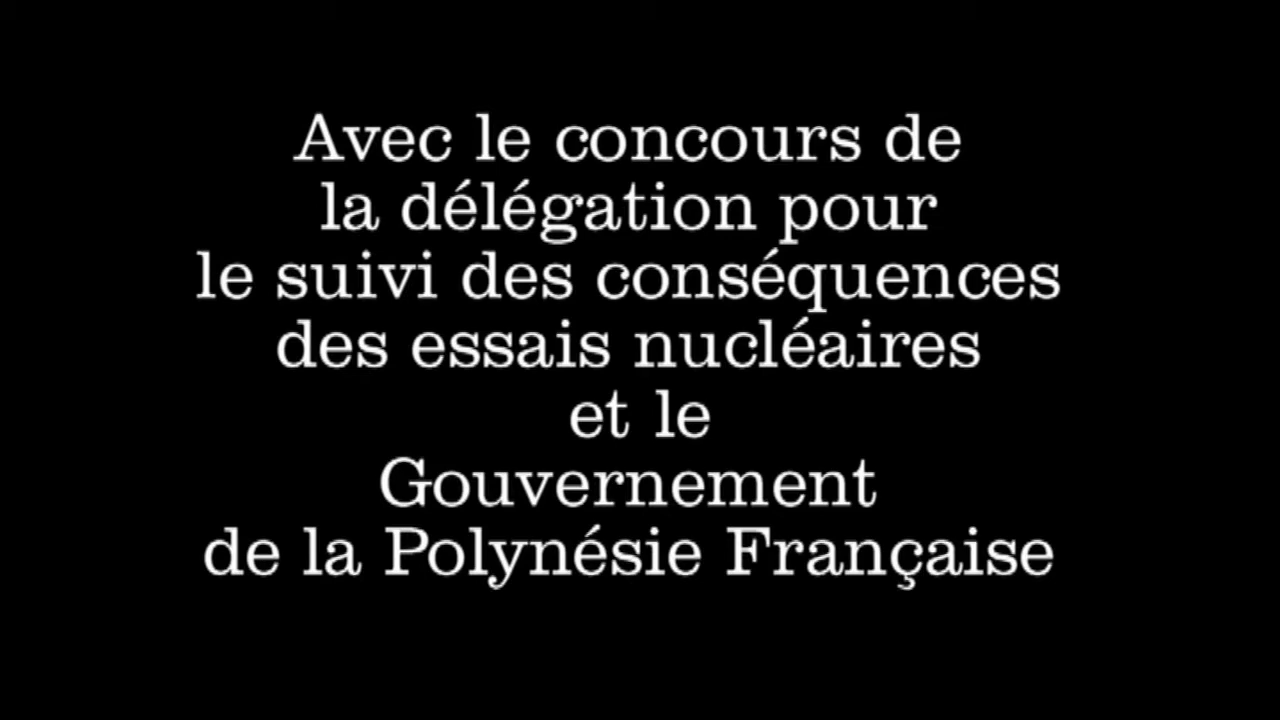 Avec le concours de
la délégation pour
le suivi des conséquences
des essais nucléaires
et le
Gouvernement
de la Polynésie Française